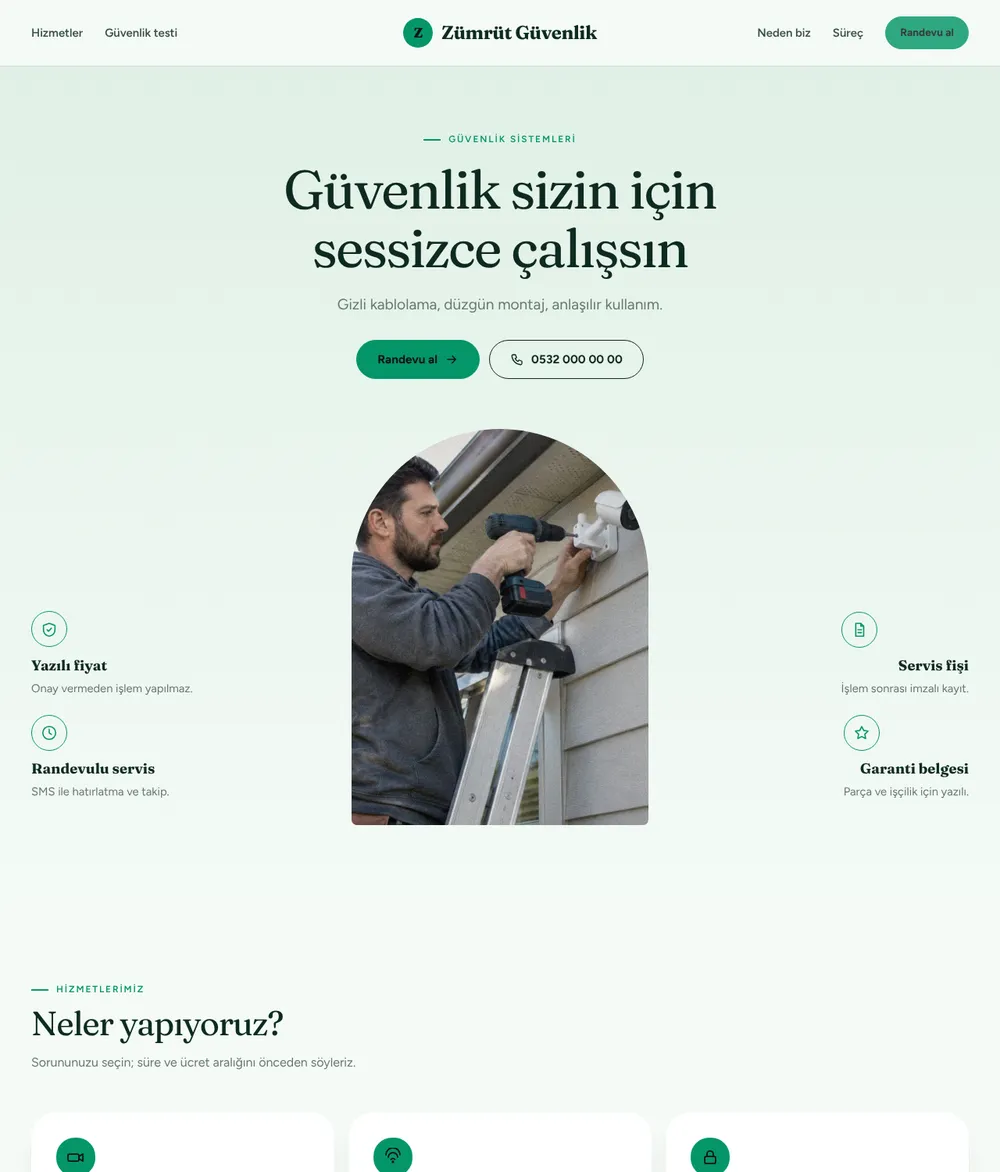 Hizmetler
Güvenlik testi
Z
Zümrüt Güvenlik
Neden biz
Süreç
Randevu al
GÜVENLİK SİSTEMLERİ
Güvenlik sizin için
sessizce çalışsın
Gizli kablolama, düzgün montaj, anlaşılır kullanım.
Randevu al →
0532 000 00 00
Yazılı fiyat
Onay vermeden işlem yapılmaz.
Randevulu servis
SMS ile hatırlatma ve takip.
Servis fişi
İşlem sonrası imzalı kayıt.
Garanti belgesi
Parça ve işçilik için yazılı.
HİZMETLERİMİZ
Neler yapıyoruz?
Sorununuzu seçin; süre ve ücret aralığını önceden söyleriz.